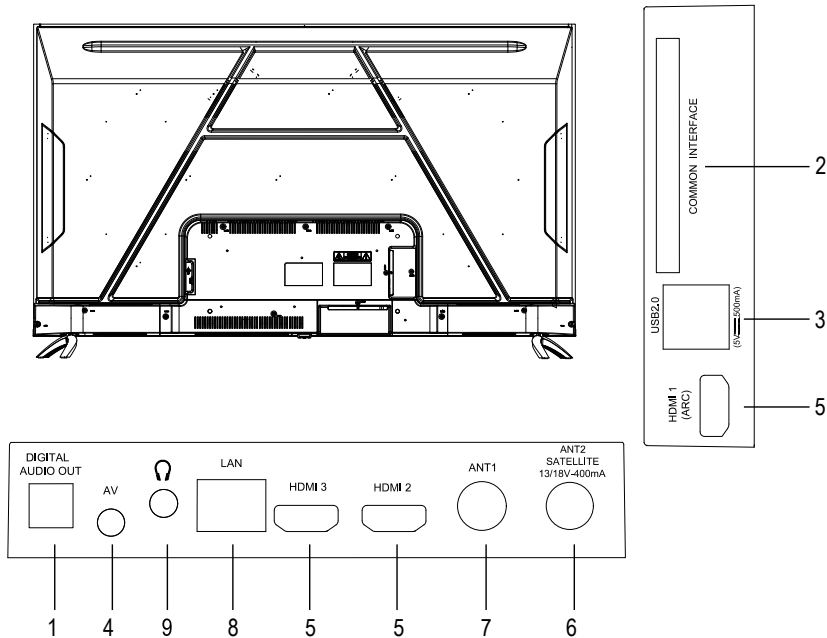 COMMON INTERFACE
2
USB2.0
(5V⎓500mA)
3
HDMI 1
(ARC)
5
DIGITAL
AUDIO OUT
AV
LAN
HDMI 3
HDMI 2
ANT1
ANT2
SATELLITE
13/18V-400mA
1
4
9
8
5
5
7
6